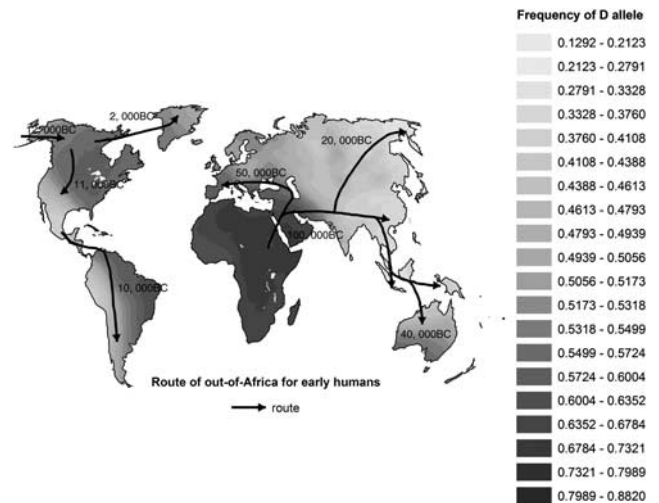 Frequency of D allele
0.1292 - 0.2123
0.2123 - 0.2791
0.2791 - 0.3328
0.3328 - 0.3760
0.3760 - 0.4108
0.4108 - 0.4388
0.4388 - 0.4613
0.4613 - 0.4793
0.4793 - 0.4939
0.4939 - 0.5056
0.5056 - 0.5173
0.5173 - 0.5318
0.5318 - 0.5499
0.5499 - 0.5724
0.5724 - 0.6004
0.6004 - 0.6352
0.6352 - 0.6784
0.6784 - 0.7321
0.7321 - 0.7989
0.7989 - 0.8820
2, 000BC
20, 000BC
50, 000BC
11, 000BC
100, 000BC
10, 000BC
40, 000BC
Route of out-of-Africa for early humans
route